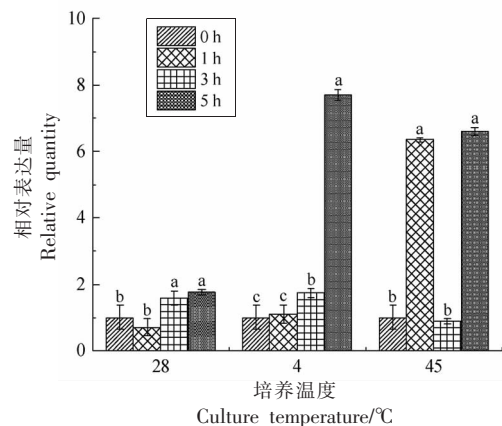 10
8
6
4
2
0
相对表达量
Relative quantity
0 h
1 h
3 h
5 h
b
b
a
a
c
c
b
a
b
a
b
a
28
4
45
培养温度
Culture temperature/℃